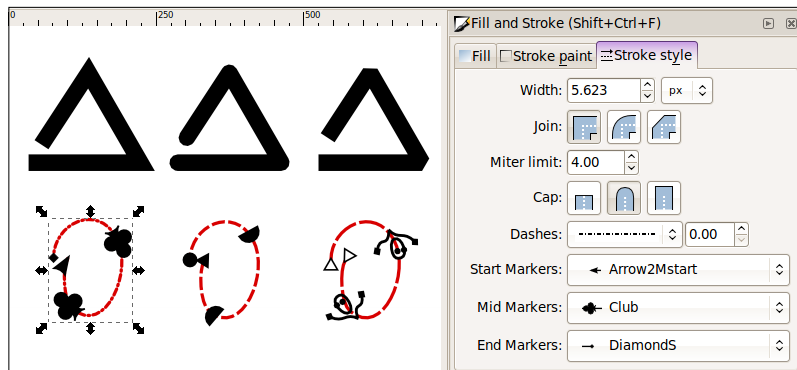 0 250 500
Fill and Stroke (Shift+Ctrl+F)
Fill Stroke paint Stroke style
Width: 5.623 px
Join:
Miter limit: 4.00
Cap:
Dashes: 0.00
Start Markers: Arrow2Mstart
Mid Markers: Club
End Markers: DiamondS